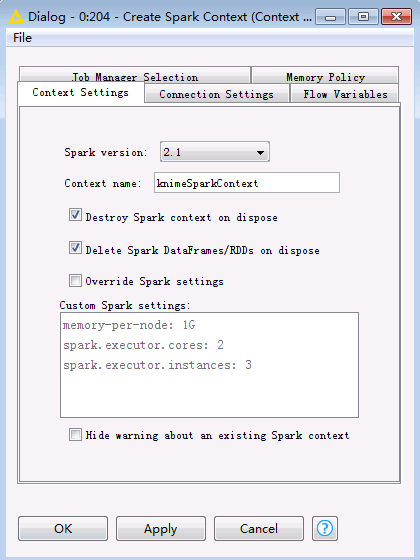 Dialog - 0:204 - Create Spark Context (Context ...
File
Job Manager Selection Memory Policy
Context Settings Connection Settings Flow Variables
Spark version: 2.1
Context name: knimeSparkContext
Destroy Spark context on dispose
Delete Spark DataFrames/RDDs on dispose
Override Spark settings
Custom Spark settings:
memory-per-node: 1G
spark.executor.cores: 2
spark.executor.instances: 3
Hide warning about an existing Spark context
OK Apply Cancel ?